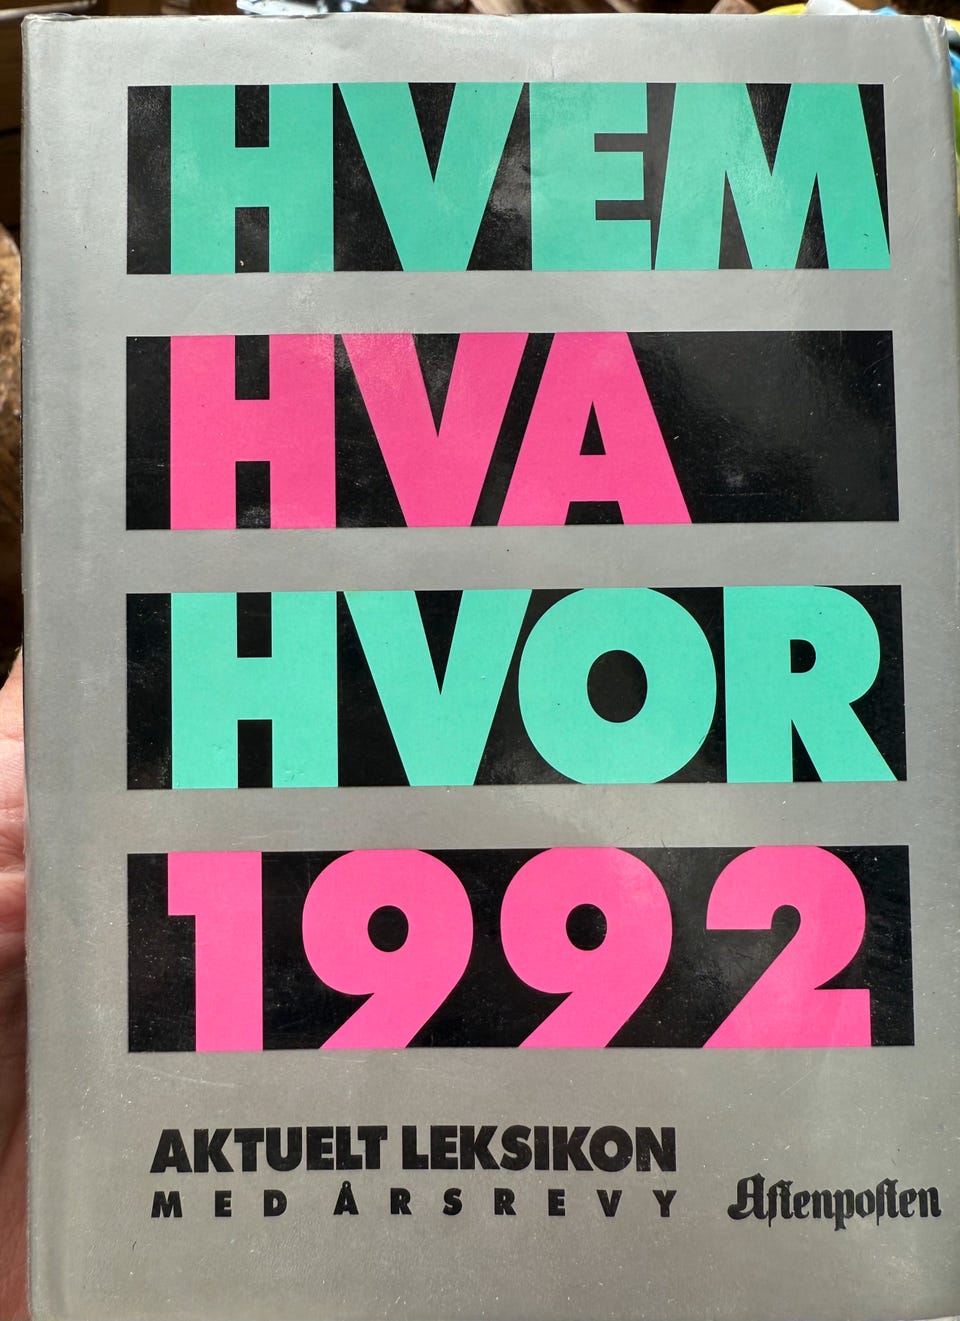 HVEM
HVA
HVOR
1992
AKTUELT LEKSIKON
MED ÅRSREVY
Aftenposten